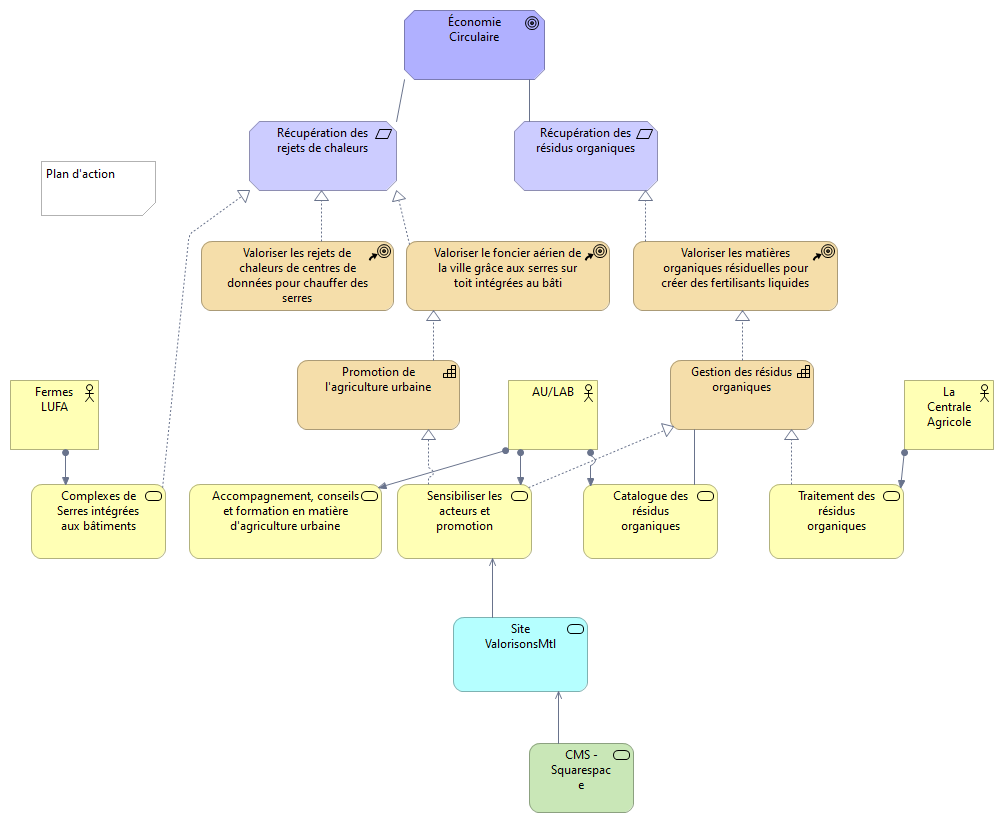 Économie
Circulaire
Récupération des
rejets de chaleurs
Récupération des
résidus organiques
Plan d'action
Valoriser les rejets de
chaleurs de centres de
données pour chauffer des
serres
Valoriser le foncier aérien de
la ville grâce aux serres sur
toit intégrées au bâti
Valoriser les matières
organiques résiduelles pour
créer des fertilisants liquides
Promotion de
l'agriculture urbaine
Gestion des résidus
organiques
Fermes
LUFA
AU/LAB
La
Centrale
Agricole
Complexes de
Serres intégrées
aux bâtiments
Accompagnement, conseils
et formation en matière
d'agriculture urbaine
Sensibiliser les
acteurs et
promotion
Catalogue des
résidus
organiques
Traitement des
résidus
organiques
Site
ValorisonsMtl
CMS -
Squarespac
e